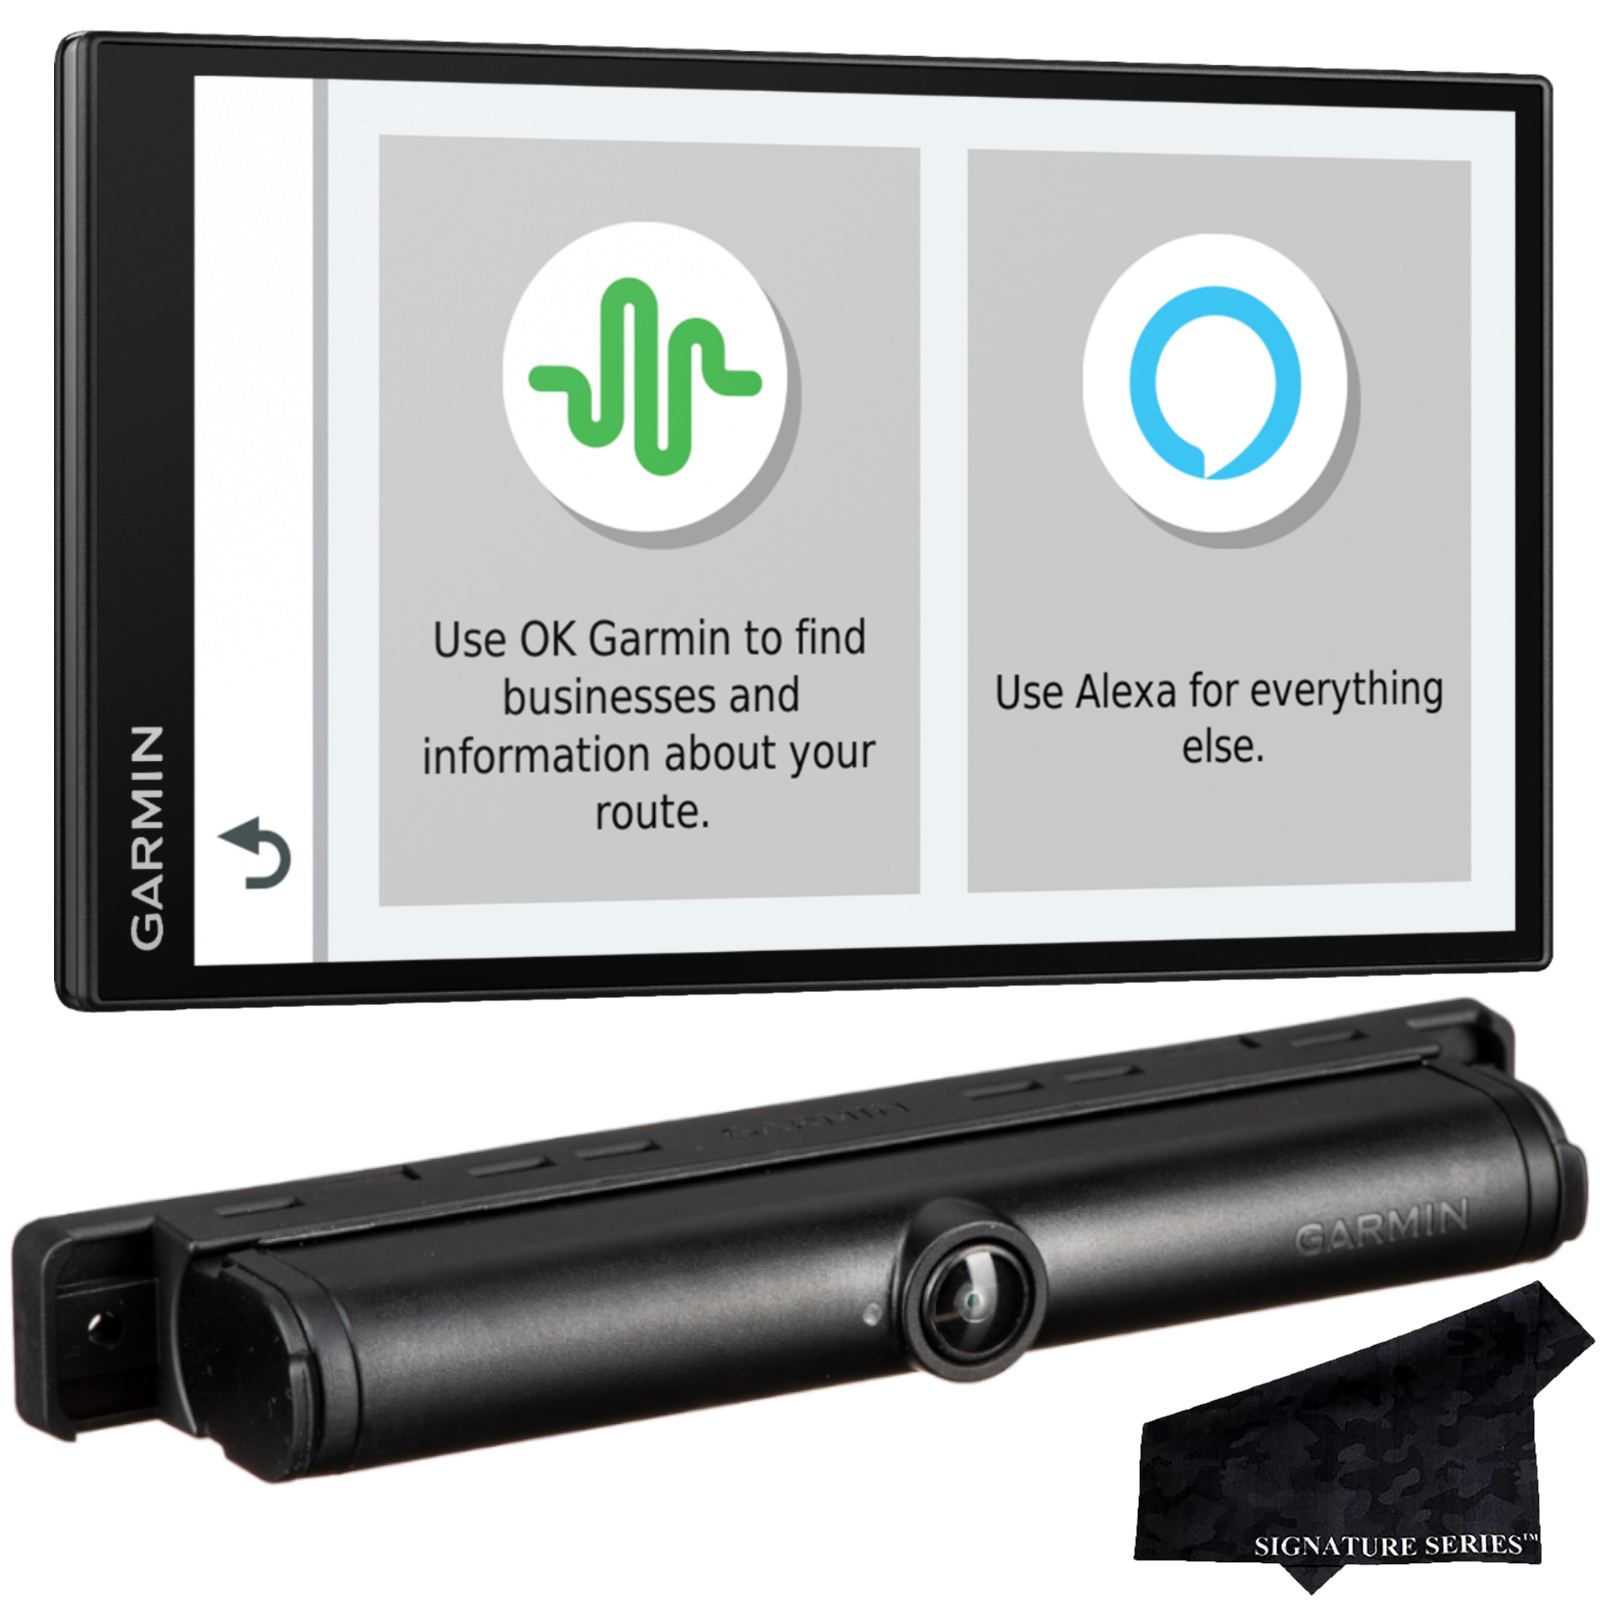 GARMIN
Use OK Garmin to find
businesses and
information about your
route.
Use Alexa for everything
else.
GARMIN
GARMIN
SIGNATURE SERIES™